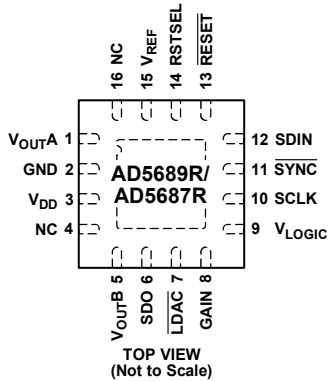 16 NC
15 VREF
14 RSTSEL
13 RESET
VOUTA 1
GND 2
VDD 3
NC 4
AD5689R/
AD5687R
12 SDIN
11 SYNC
10 SCLK
9 VLOGIC
VOUTB 5
SDO 6
LDAC 7
GAIN 8
TOP VIEW
(Not to Scale)